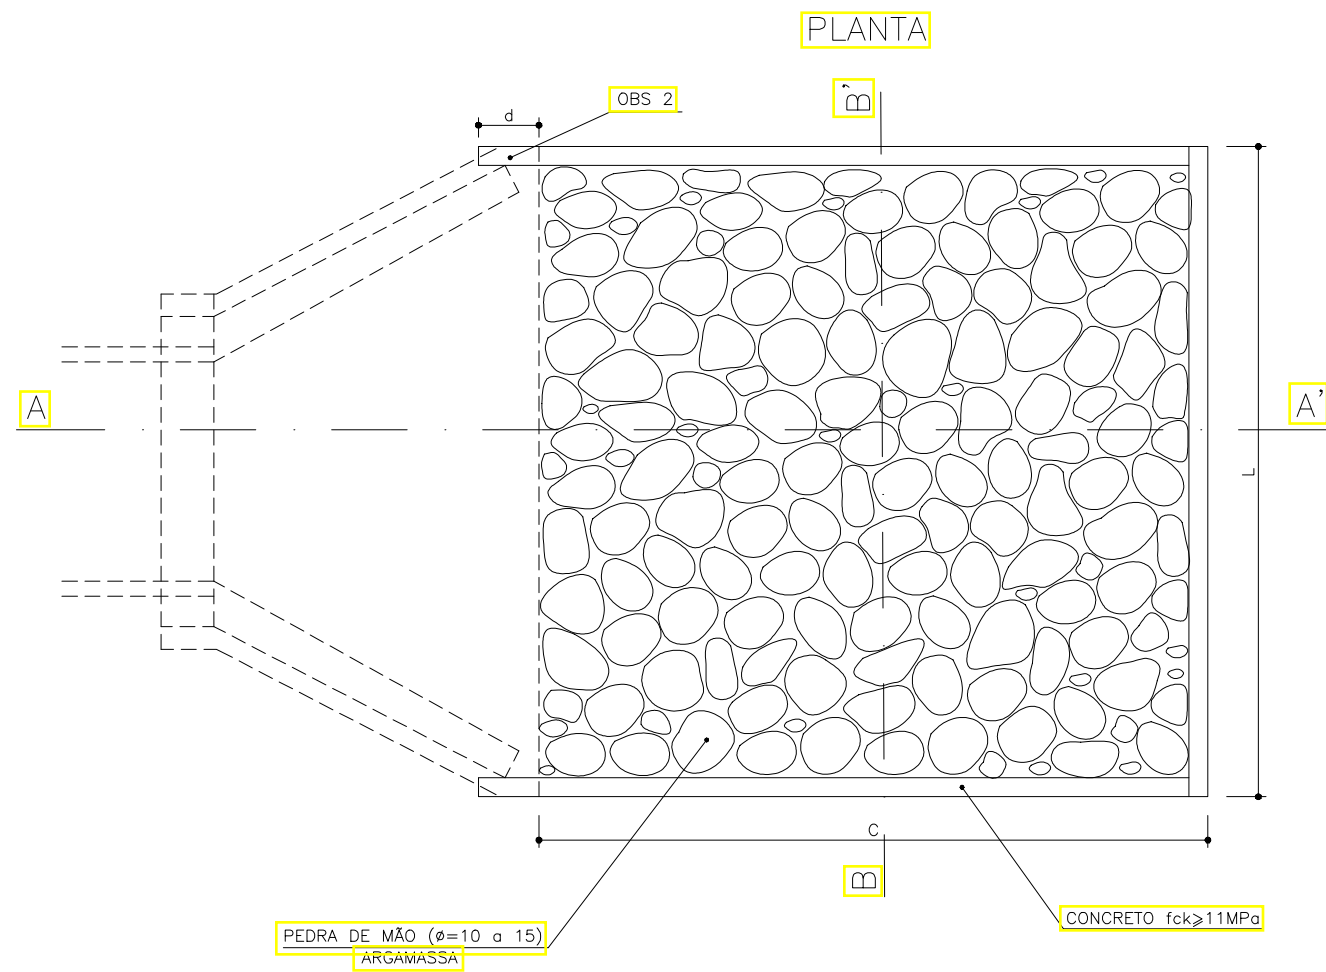 PLANTA
OBS 2
B'
d
A
A'
L
C
B
PEDRA DE MÃO (ø=10 a 15)
ARGAMASSA
CONCRETO fck⩾11MPa